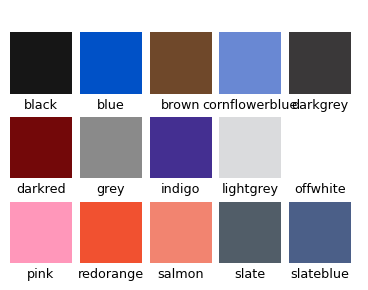 black blue brown cornflowerblue darkgrey
darkred grey indigo lightgrey offwhite
pink redorange salmon slate slateblue